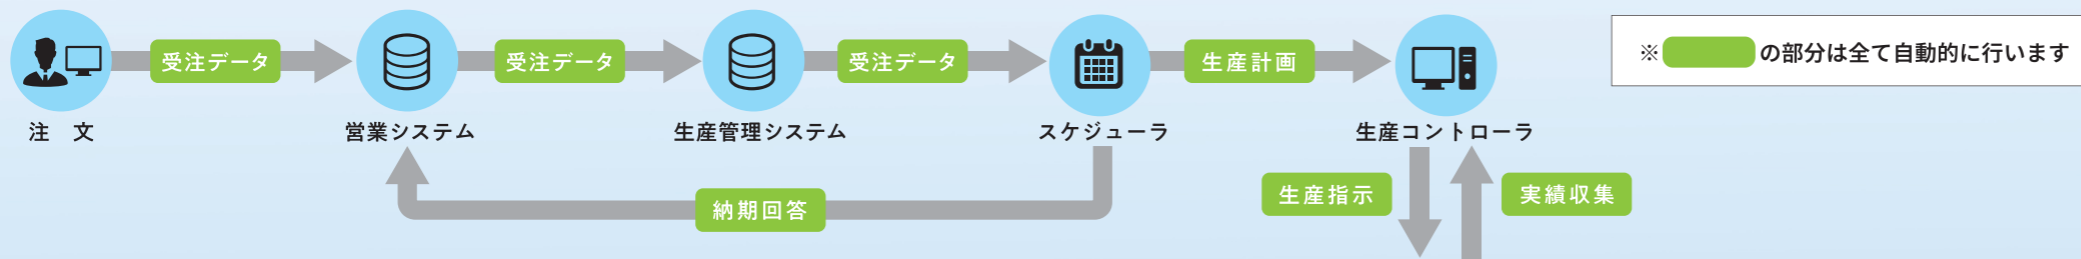 受注データ
受注データ
受注データ
生産計画
※ の部分は全て自動的に行います
注 文
営業システム
生産管理システム
スケジューラ
生産コントローラ
納期回答
生産指示
実績収集